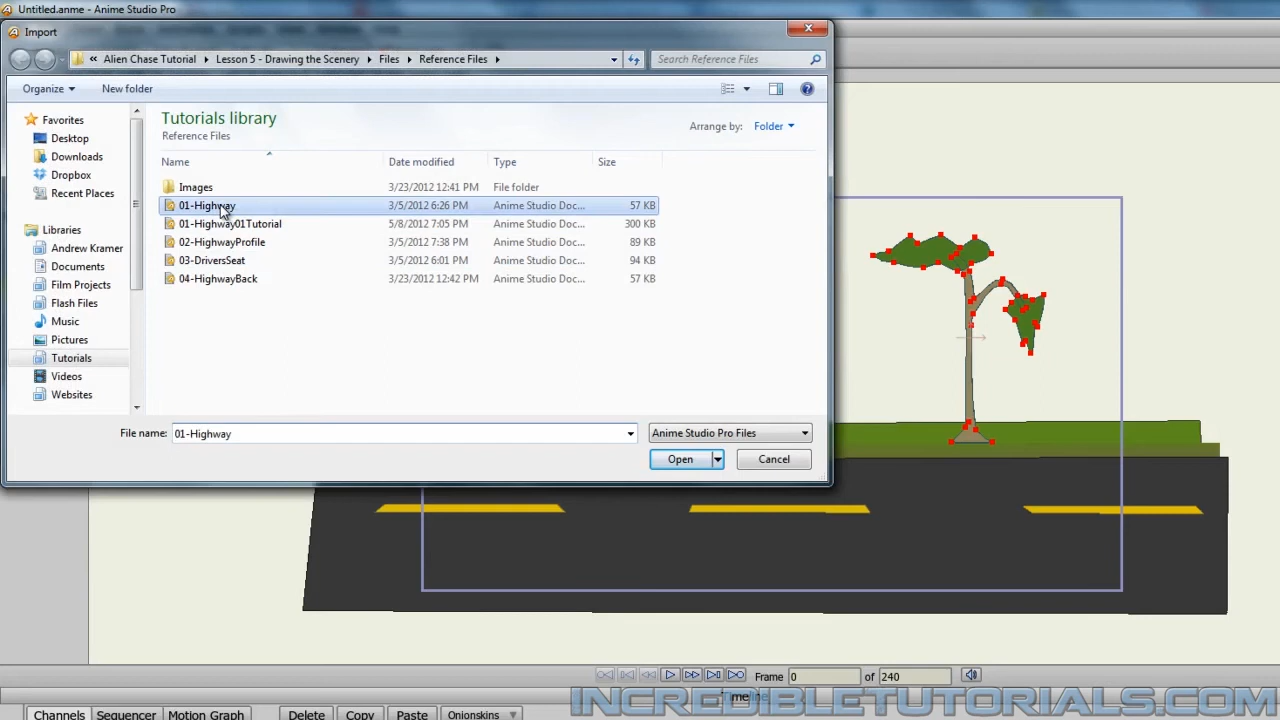 Untitled.anme - Anime Studio Pro
Import
« Alien Chase Tutorial Lesson 5 - Drawing the Scenery Files Reference Files
Search Reference Files
Organize New folder
Favorites
Desktop
Downloads
Dropbox
Recent Places
Libraries
Andrew Kramer
Documents
Film Projects
Flash Files
Music
Pictures
Tutorials
Videos
Websites
Tutorials library
Reference Files
Arrange by: Folder
Name Date modified Type Size
Images 3/23/2012 12:41 PM File folder
01-Highway 3/5/2012 6:26 PM Anime Studio Doc... 57 KB
01-Highway01Tutorial 5/8/2012 7:05 PM Anime Studio Doc... 300 KB
02-HighwayProfile 3/5/2012 7:38 PM Anime Studio Doc... 89 KB
03-DriversSeat 3/5/2012 6:01 PM Anime Studio Doc... 94 KB
04-HighwayBack 3/23/2012 12:42 PM Anime Studio Doc... 57 KB
File name: 01-Highway Anime Studio Pro Files
Open Cancel
Frame 0 of 240
Timeline
Channels Sequencer Motion Graph Delete Copy Paste Onionskins
INCREDIBLETUTORIALS.COM